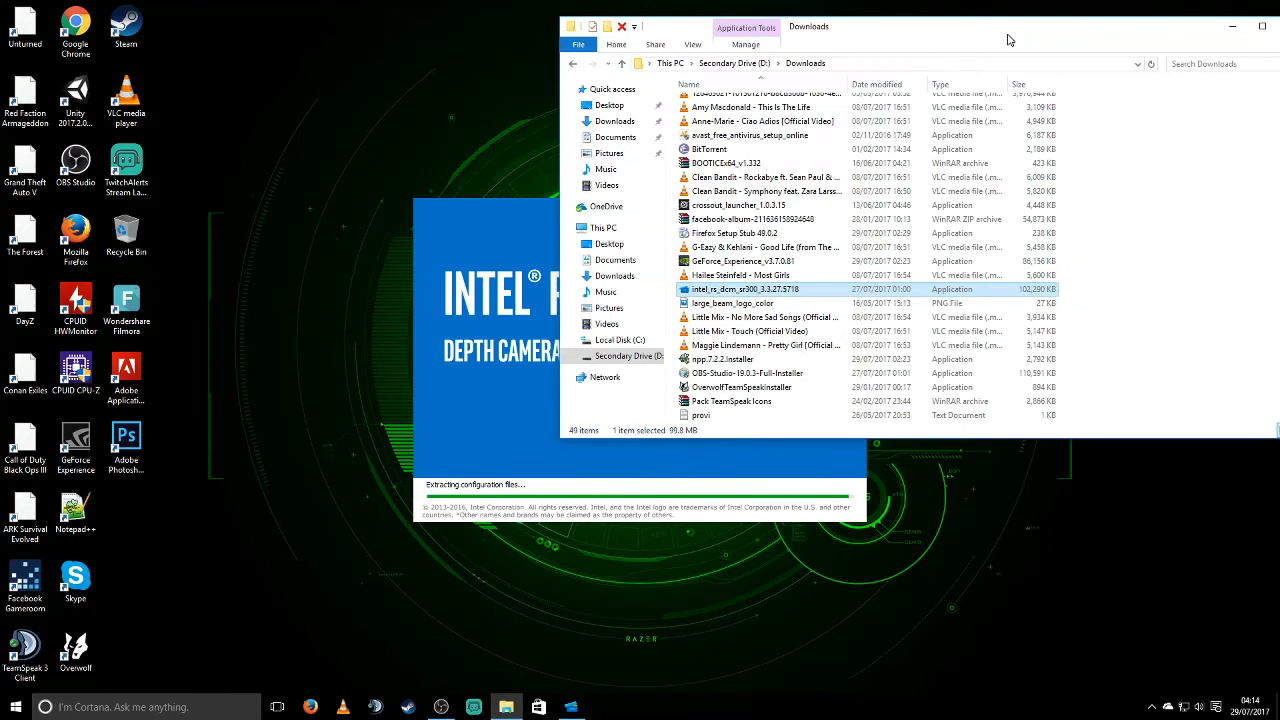 Application Tools
Downloads
File
Home
Share
View
Manage
This PC
Secondary Drive (D:)
Downloads
Search Downloads
Name
Date modified
Type
Size
Quick access
Desktop
Downloads
Documents
Pictures
Music
Videos
OneDrive
This PC
Desktop
Documents
Downloads
Music
Pictures
Videos
Local Disk (C:)
Secondary Drive (D:
Network
Amy Macdonald - This Is The Life 08/07/2017 16:51 VLC media file (.m... 3,109 KB
Anne-Marie - Ciao Adios [Official Video] 08/07/2017 16:51 VLC media file (.m... 4,949 KB
avast_free_antivirus_setup_online 02/11/2016 17:49 Application 6,187 KB
BitTorrent 01/02/2017 14:34 Application 2,189 KB
BOOTICEx64_v1.332 16/06/2017 04:21 WinRAR archive 423 KB
Clean Bandit - Rockabye ft. Sean Paul & ... 08/07/2017 16:51 VLC media file (.m... 6,009 KB
Clean Bandit - Symphony feat. Zara Larss... 08/07/2017 16:50 VLC media file (.m... 3,820 KB
crossout_launcher_1.0.3.15 13/06/2017 04:46 Application 4,448 KB
facebook-album-211636158924648 28/01/2017 10:13 WinRAR ZIP archive 54,873 KB
Firefox Setup Stub 49.0.2 29/07/2017 02:29 Application 238 KB
G-Eazy & Kehlani - Good Life (from The ... 08/07/2017 16:51 VLC media file (.m... 5,458 KB
GeForce_Experience_v3.7.0.81 29/07/2017 02:23 Application 86,156 KB
Hailee Steinfeld - Most Girls 08/07/2017 16:54 VLC media file (.m... 3,600 KB
intel_rs_dcm_sr300_3.3.27.5718 27/07/2017 01:00 Application 102,290 KB
large_beam_logo_color 16/05/2017 15:13 PNG File 27 KB
Little Mix - No More Sad Songs (Official ... 08/07/2017 16:51 VLC media file (.m... 4,034 KB
Little Mix - Touch (Official Video) 08/07/2017 16:51 VLC media file (.m... 4,147 KB
Maggie Lindemann - Pretty Girl [Official ... 08/07/2017 16:53 VLC media file (.m... 3,143 KB
npp.7.2.2.Installer 29/01/2017 00:51 Application 2,792 KB
OBS-Studio-19.0.3-Full-Installer 27/07/2017 01:01 Application 110,591 KB
OverwolfTeamSpeakInstaller 29/01/2017 00:17 Application 894 KB
Pack TeamSpeak Icons 24/02/2017 23:44 WinRAR archive 2,866 KB
provi 26/05/2017 20:53 Text Document 1 KB
49 items 1 item selected 99.8 MB
INTEL®
DEPTH CAMERA
Extracting configuration files...
© 2013-2016, Intel Corporation. All rights reserved. Intel, and the Intel logo are trademarks of Intel Corporation in the U.S. and other
countries. *Other names and brands may be claimed as the property of others.
Unturned
Google
Chrome
Steam
Red Faction
Armageddon
Unity
2017.2.0...
VLC media
player
Grand Theft
Auto V
OBS Studio
TwitchAlerts
Stream La...
The Forest
Mozilla
Firefox
Recycle Bin
DayZ
CPUID
HWMonitor
Wondershare
Filmora
Conan Exiles
CPUID CPU-Z
Adobe
Applicatio...
Call of Duty
Black Ops III
GeForce
Experience
Adobe
Photosh...
ARK Survival
Evolved
Notepad++
Facebook
Gameroom
Skype
TeamSpeak 3
Client
Overwolf
RAZER
I'm Cortana. Ask me anything.
04:14
29/07/2017